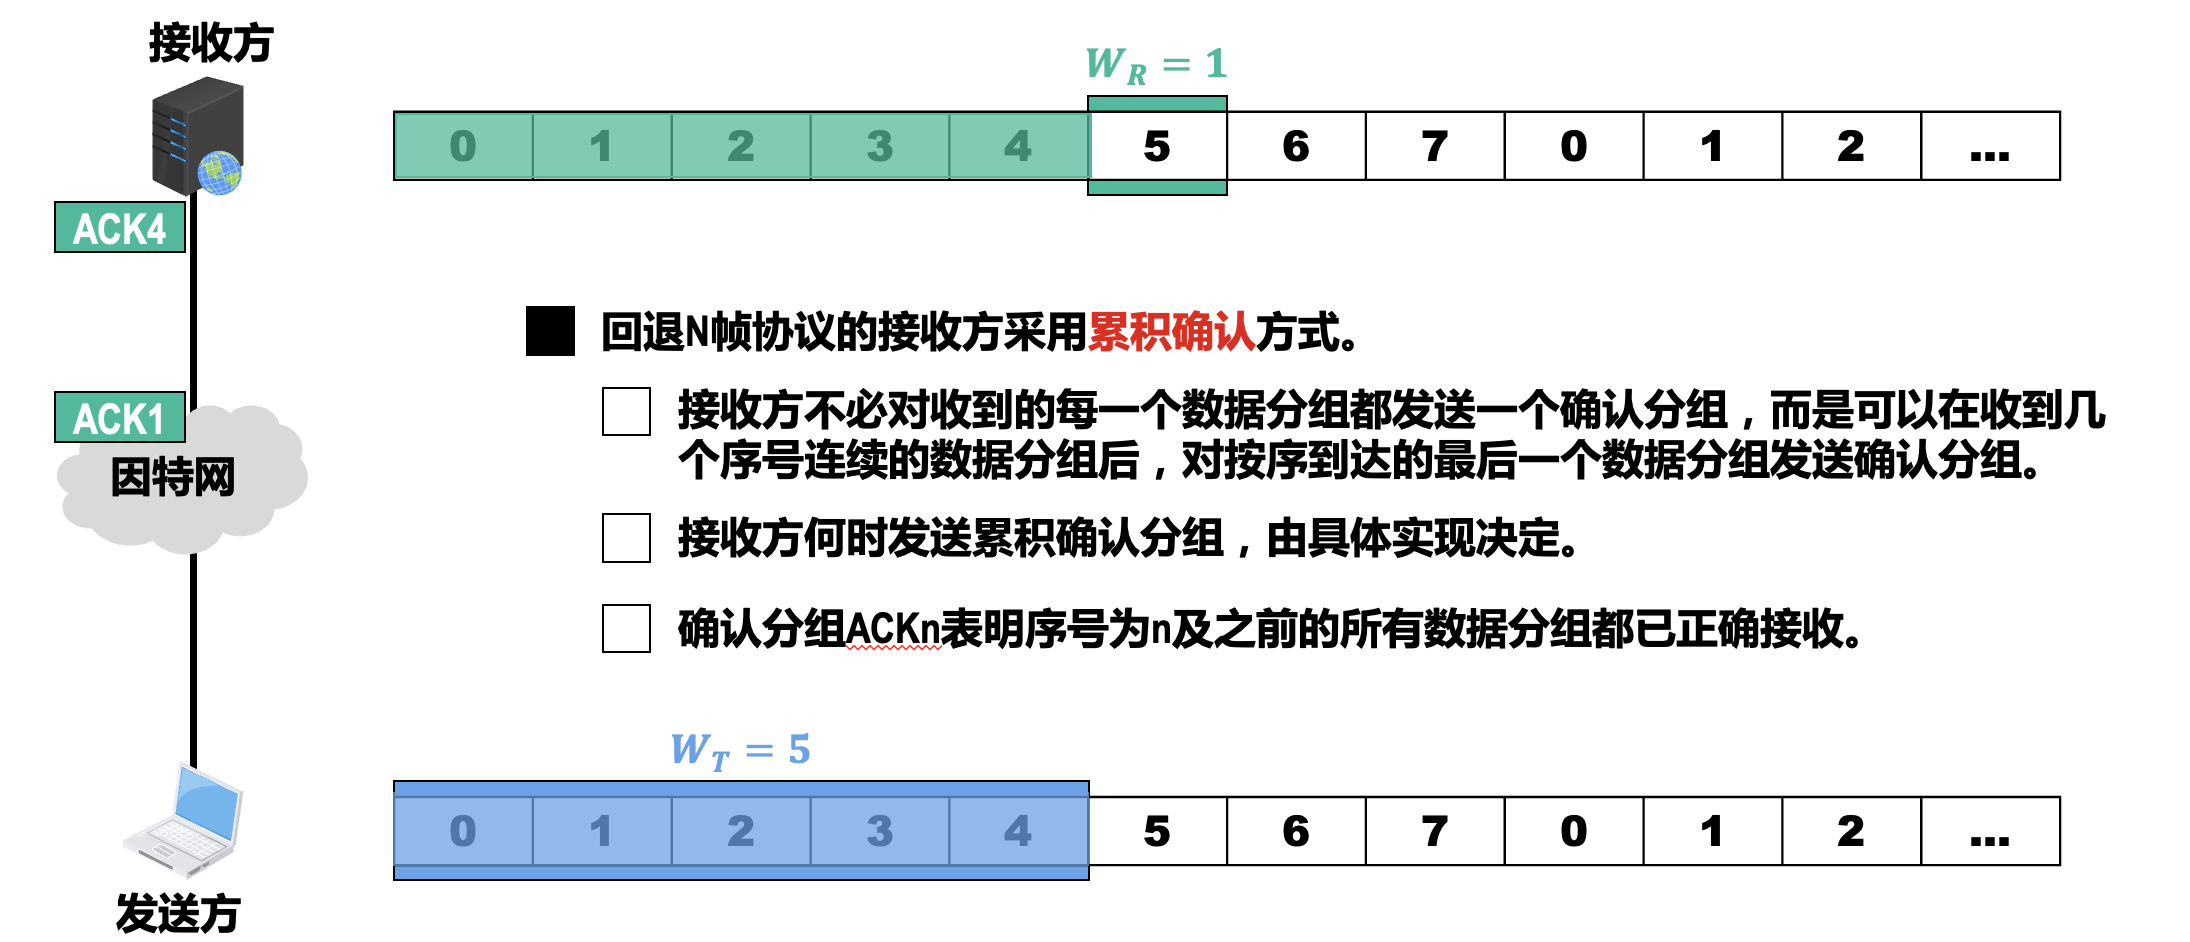 接收方
W_R = 1
0 1 2 3 4 5 6 7 0 1 2 ...
ACK4
回退N帧协议的接收方采用累积确认方式。
接收方不必对收到的每一个数据分组都发送一个确认分组，而是可以在收到几
个序号连续的数据分组后，对按序到达的最后一个数据分组发送确认分组。
ACK1
因特网
接收方何时发送累积确认分组，由具体实现决定。
确认分组ACKn表明序号为n及之前的所有数据分组都已正确接收。
W_T = 5
0 1 2 3 4 5 6 7 0 1 2 ...
发送方